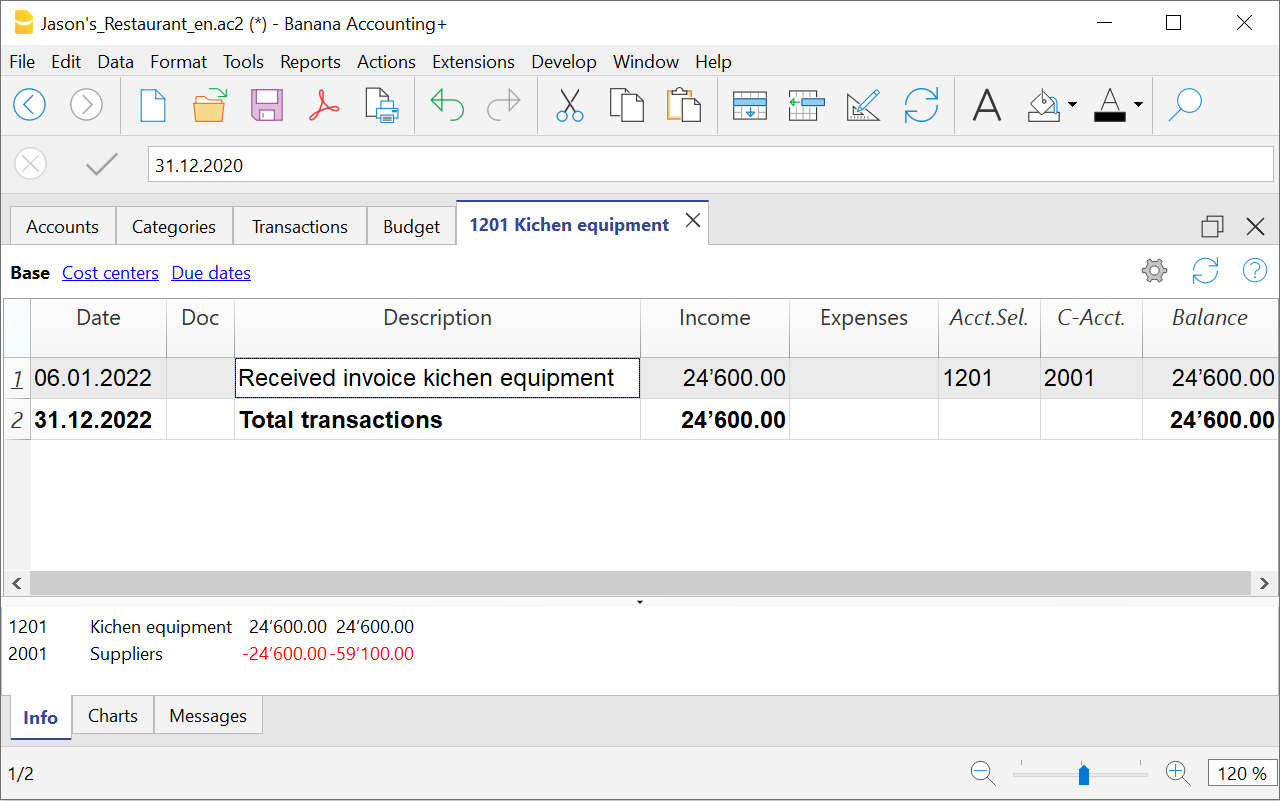 Jason's_Restaurant_en.ac2 (*) - Banana Accounting+
File Edit Data Format Tools Reports Actions Extensions Develop Window Help
31.12.2020
Accounts Categories Transactions Budget 1201 Kichen equipment
Base Cost centers Due dates
Date Doc Description Income Expenses Acct.Sel. C-Acct. Balance
1 06.01.2022 Received invoice kichen equipment 24’600.00 1201 2001 24’600.00
2 31.12.2022 Total transactions 24’600.00 24’600.00
1201 Kichen equipment 24’600.00 24’600.00
2001 Suppliers -24’600.00 -59’100.00
Info Charts Messages
1/2 120 %